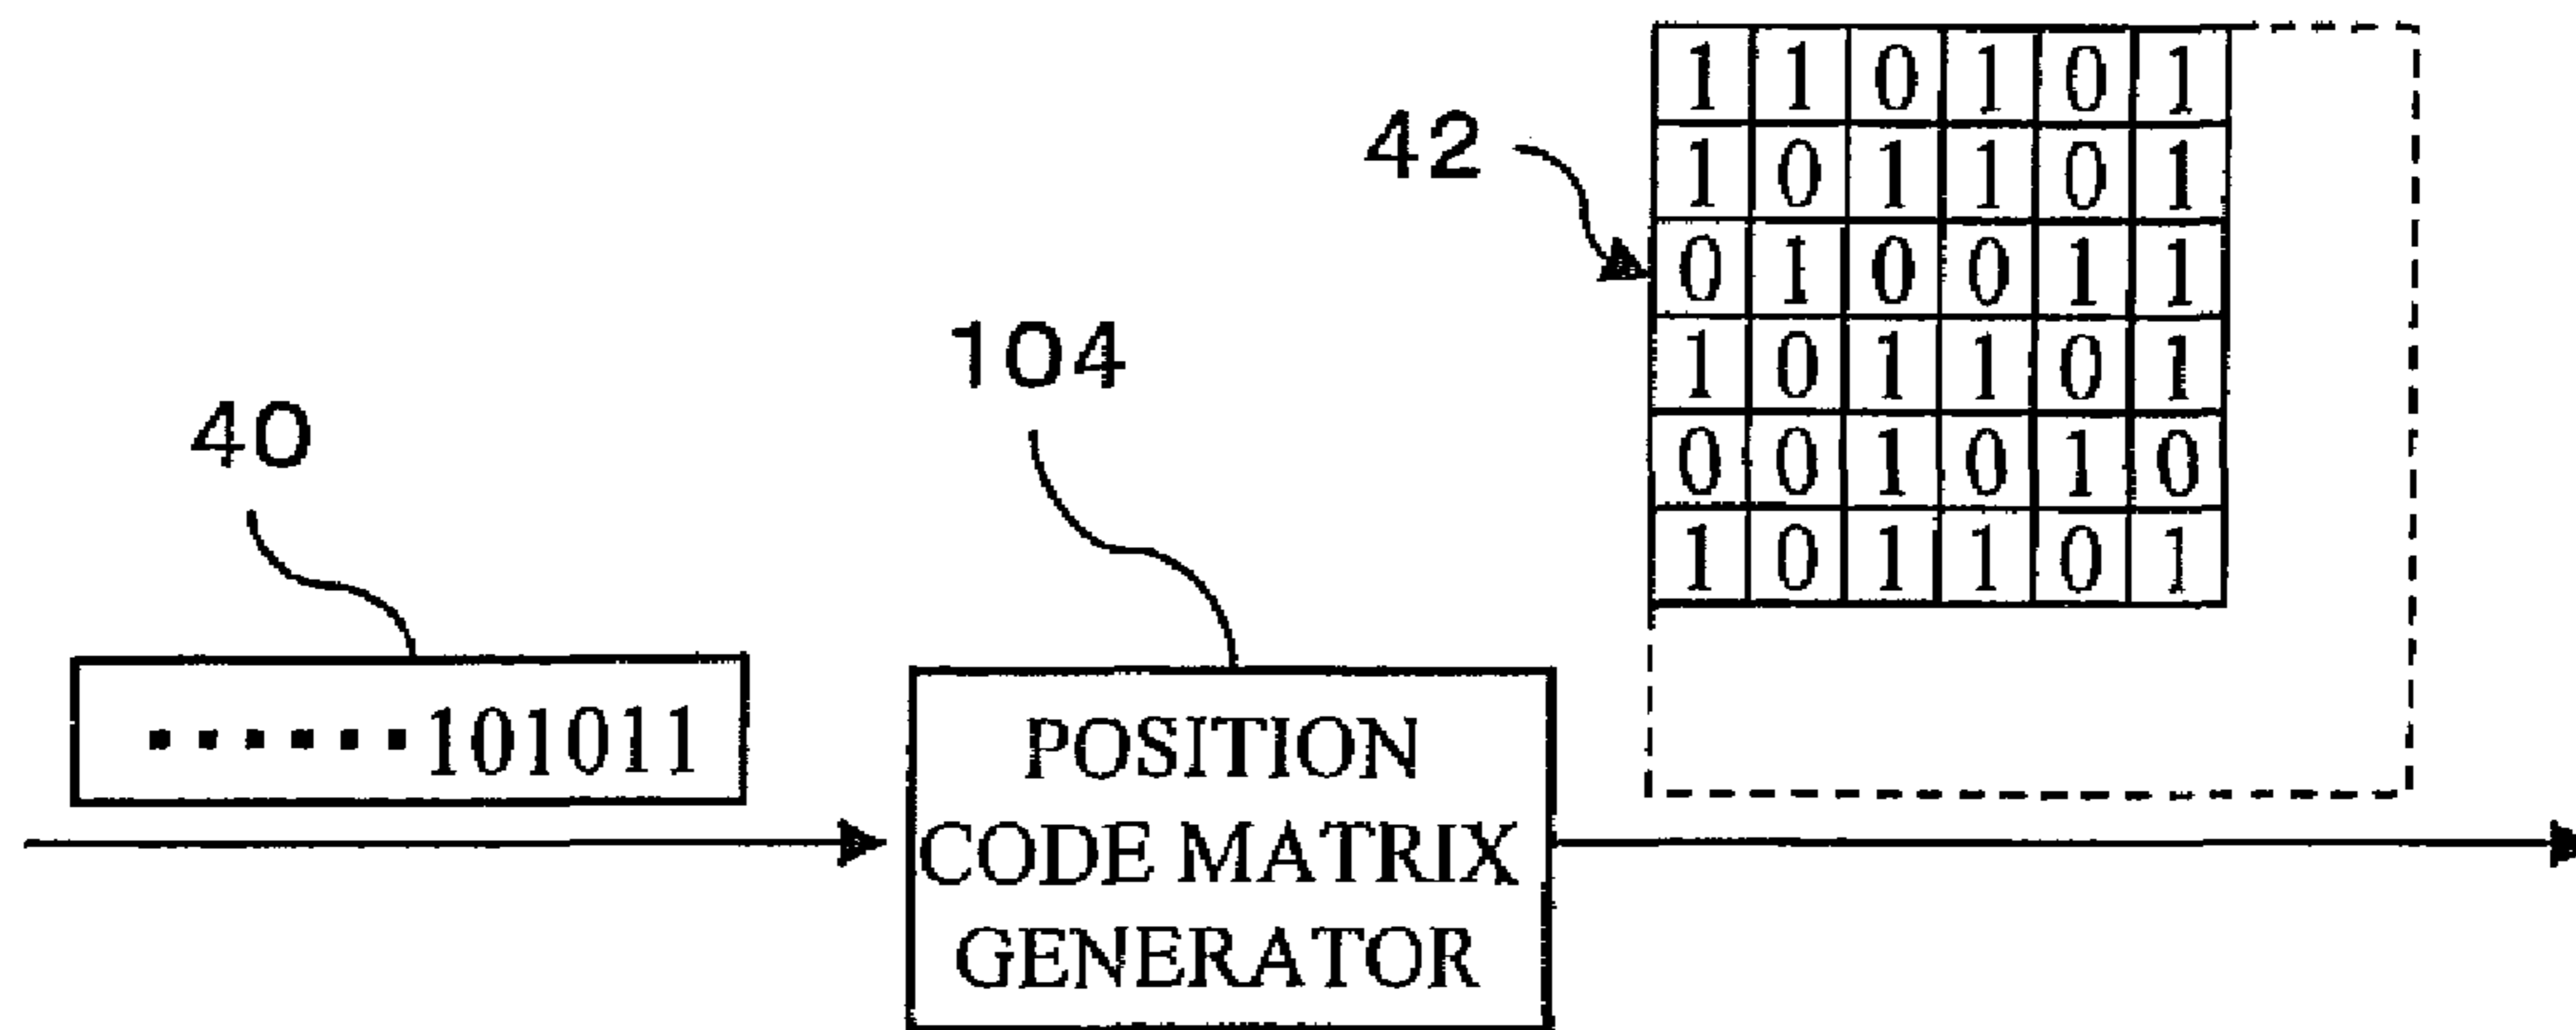 1 1 0 1 0 1
1 0 1 1 0 1
42
0 1 0 0 1 1
104
1 0 1 1 0 1
40
0 0 1 0 1 0
1 0 1 1 0 1
······101011
POSITION
CODE MATRIX
GENERATOR